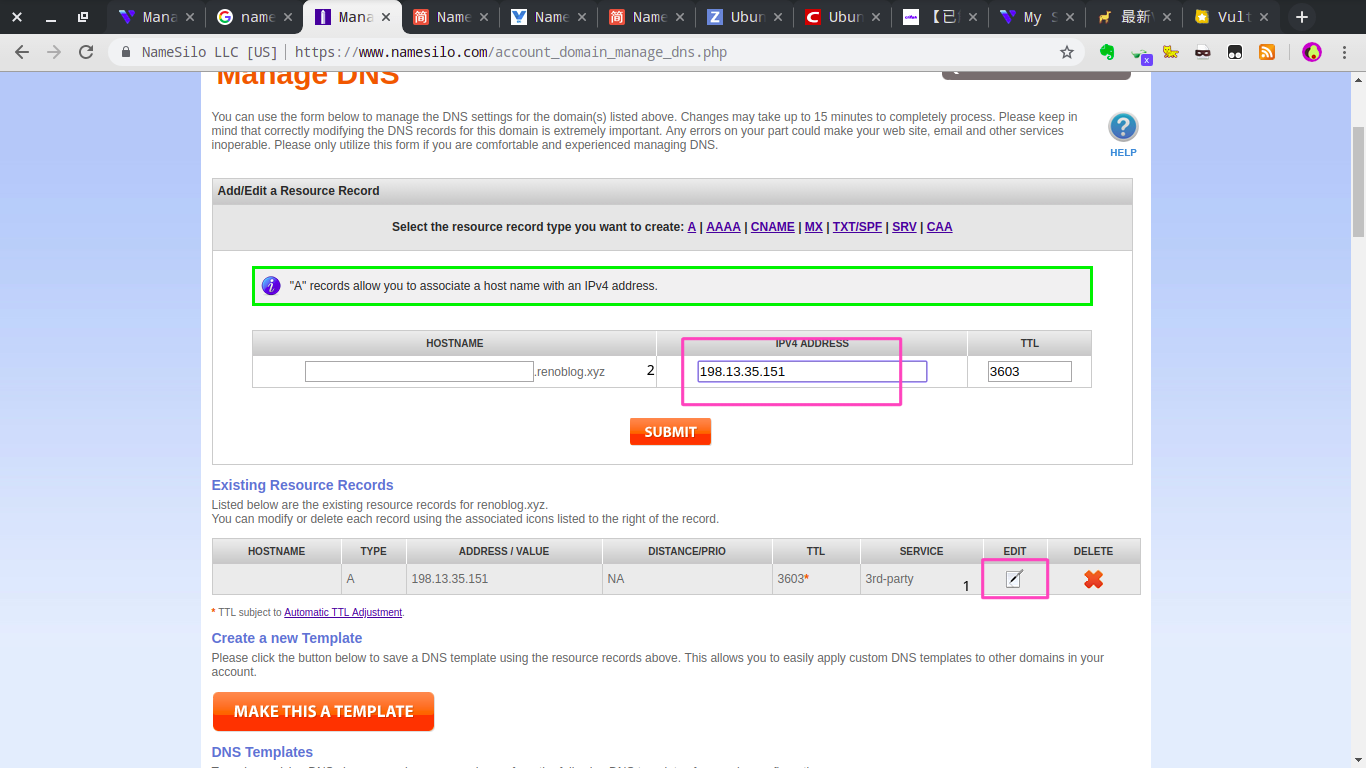 Mana
name
Mana
简 Name
Name
简 Name
Z Ubun
C Ubun
【已
My S
最新
Vult
NameSilo LLC [US] https://www.namesilo.com/account_domain_manage_dns.php
x
Manage DNS
You can use the form below to manage the DNS settings for the domain(s) listed above. Changes may take up to 15 minutes to completely process. Please keep in
mind that correctly modifying the DNS records for this domain is extremely important. Any errors on your part could make your web site, email and other services
inoperable. Please only utilize this form if you are comfortable and experienced managing DNS.
?
HELP
Add/Edit a Resource Record
Select the resource record type you want to create: A | AAAA | CNAME | MX | TXT/SPF | SRV | CAA
i "A" records allow you to associate a host name with an IPv4 address.
HOSTNAME IPV4 ADDRESS TTL
.renoblog.xyz 2 198.13.35.151 3603
SUBMIT
Existing Resource Records
Listed below are the existing resource records for renoblog.xyz.
You can modify or delete each record using the associated icons listed to the right of the record.
HOSTNAME TYPE ADDRESS / VALUE DISTANCE/PRIO TTL SERVICE EDIT DELETE
A 198.13.35.151 NA 3603* 3rd-party 1
* TTL subject to Automatic TTL Adjustment.
Create a new Template
Please click the button below to save a DNS template using the resource records above. This allows you to easily apply custom DNS templates to other domains in your
account.
MAKE THIS A TEMPLATE
DNS Templates